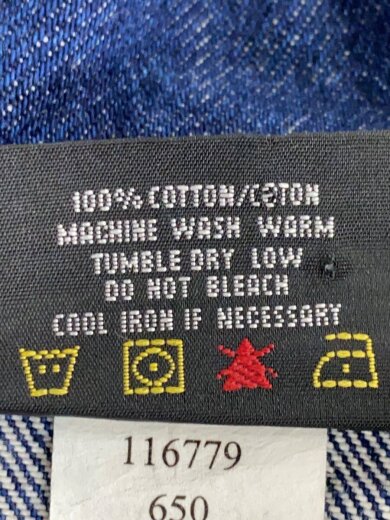 100% COTTON/COTON
MACHINE WASH WARM
TUMBLE DRY LOW
DO NOT BLEACH
COOL IRON IF NECESSARY
116779
650